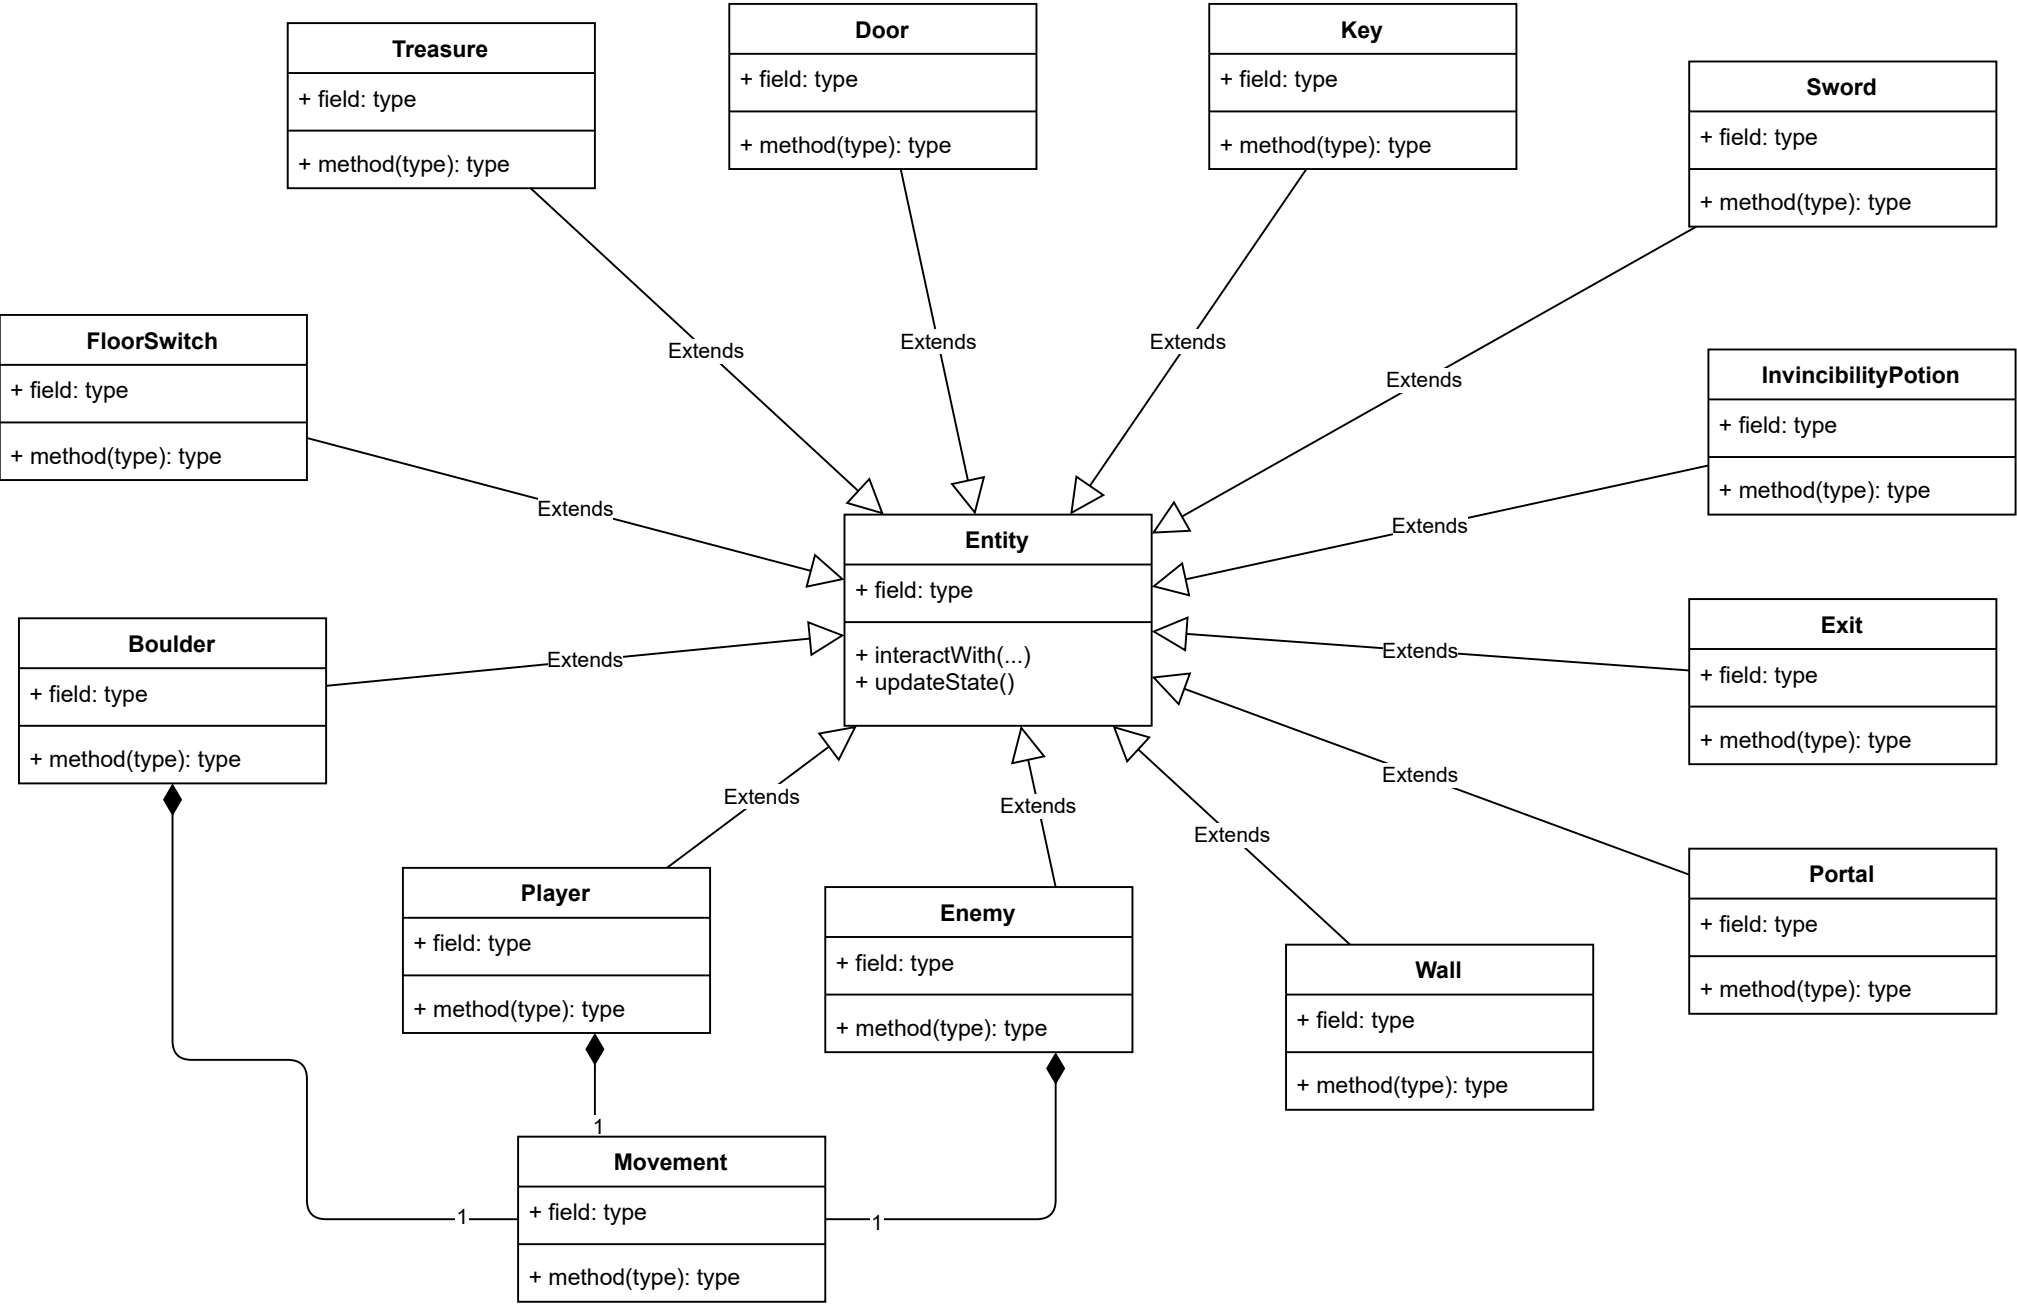 Treasure
+ field: type
+ method(type): type
Door
+ field: type
+ method(type): type
Key
+ field: type
+ method(type): type
Sword
+ field: type
+ method(type): type
FloorSwitch
+ field: type
+ method(type): type
Extends
Extends
Extends
Extends
InvincibilityPotion
+ field: type
+ method(type): type
Extends
Extends
Entity
+ field: type
+ interactWith(...)
+ updateState()
Boulder
+ field: type
+ method(type): type
Extends
Extends
Exit
+ field: type
+ method(type): type
Extends
Extends
Extends
Extends
Player
+ field: type
+ method(type): type
Enemy
+ field: type
+ method(type): type
Wall
+ field: type
+ method(type): type
Portal
+ field: type
+ method(type): type
1
Movement
+ field: type
+ method(type): type
1
1